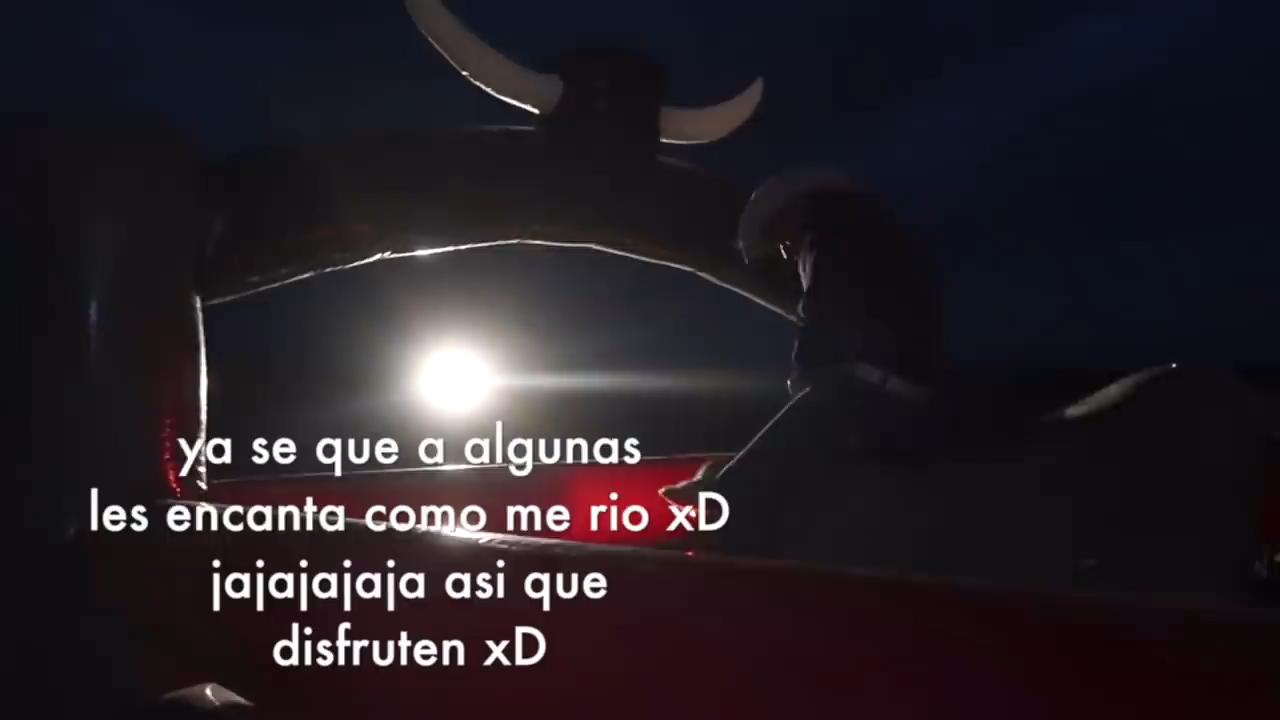 ya se que a algunas
les encanta como me rio xD
jajajajaja asi que
disfruten xD